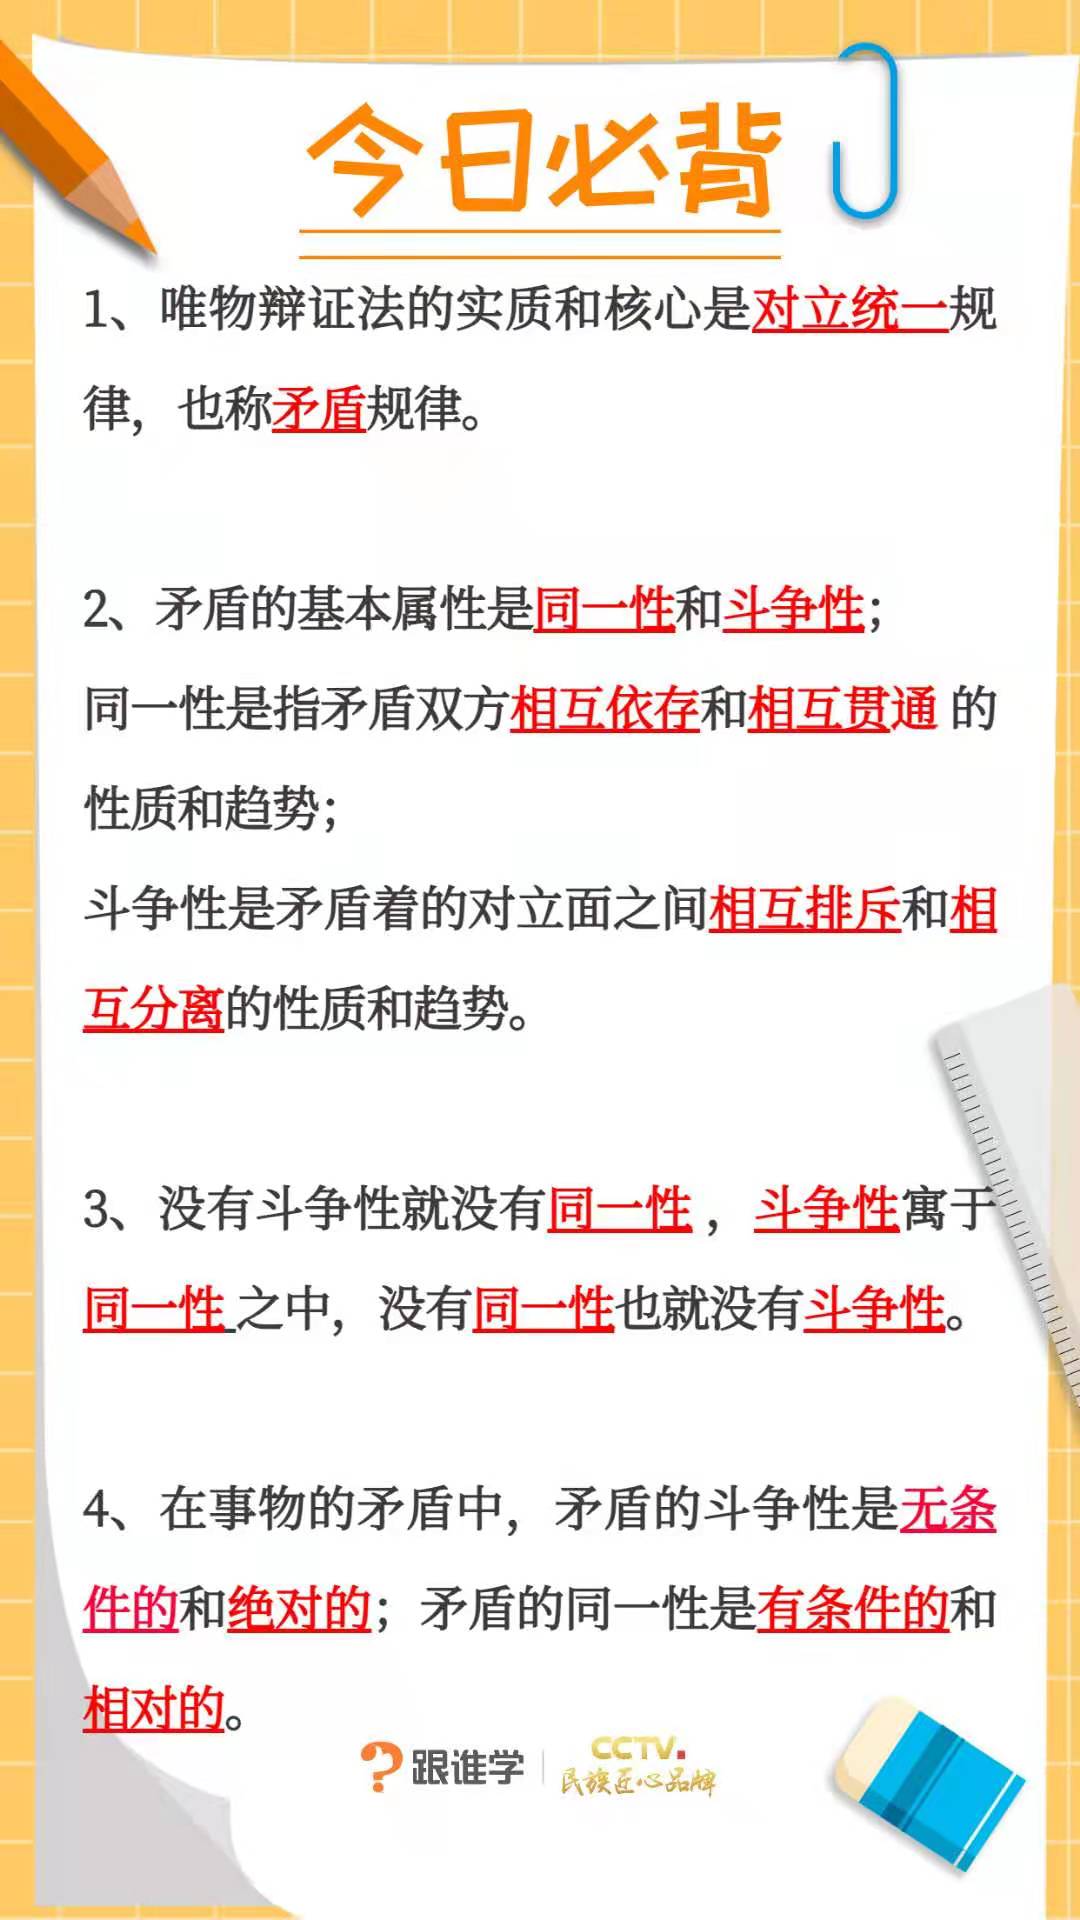 今日必背
1、唯物辩证法的实质和核心是对立统一规
律，也称矛盾规律。
2、矛盾的基本属性是同一性和斗争性；
同一性是指矛盾双方相互依存和相互贯通 的
性质和趋势；
斗争性是矛盾着的对立面之间相互排斥和相
互分离的性质和趋势。
3、没有斗争性就没有同一性 ，斗争性寓于
同一性 之中，没有同一性也就没有斗争性。
4、在事物的矛盾中，矛盾的斗争性是无条
件的和绝对的；矛盾的同一性是有条件的和
相对的。
跟谁学
CCTV.
民族匠心品牌